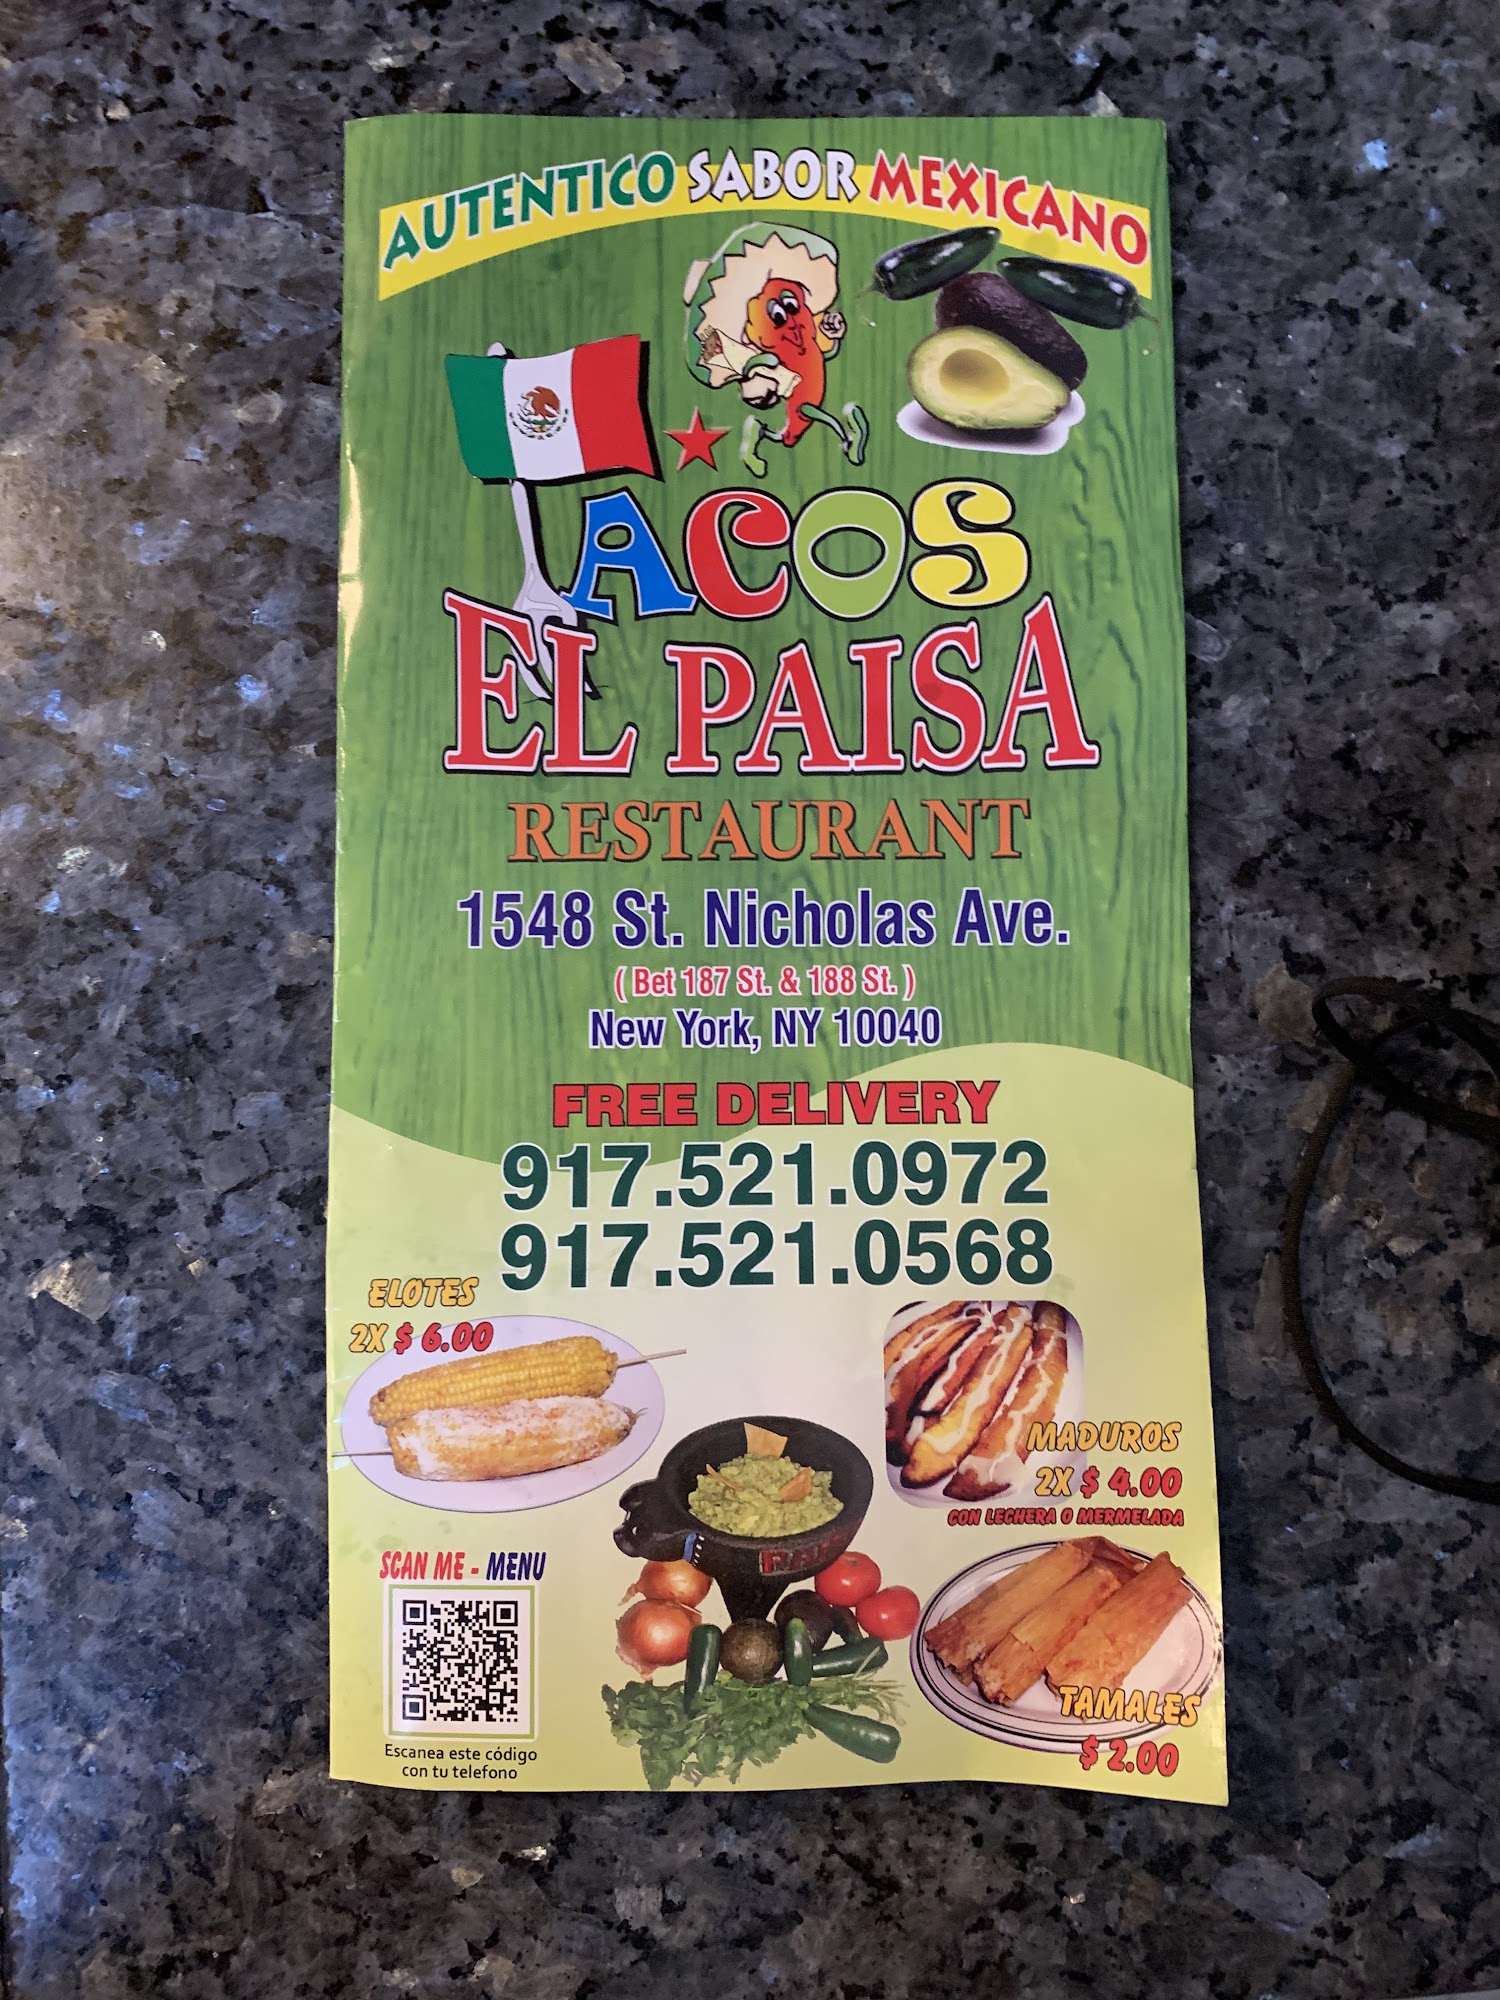 AUTENTICO SABOR MEXICANO
TACOS
EL PAISA
RESTAURANT
1548 St. Nicholas Ave.
( Bet 187 St. & 188 St. )
New York, NY 10040
FREE DELIVERY
917.521.0972
917.521.0568
ELOTES
2X $ 6.00
MADUROS
2X $ 4.00
CON LECHERA O MERMELADA
SCAN ME - MENU
Escanea este código
con tu telefono
TAMALES
$ 2.00